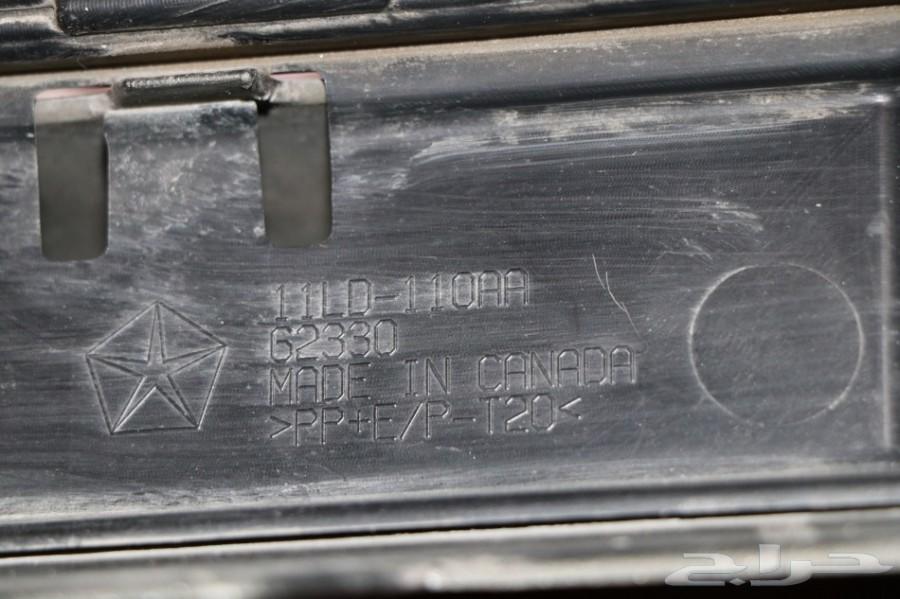 11LD-110AA
G2330
MADE IN CANADA
>PP+E/P-T20<
حراج